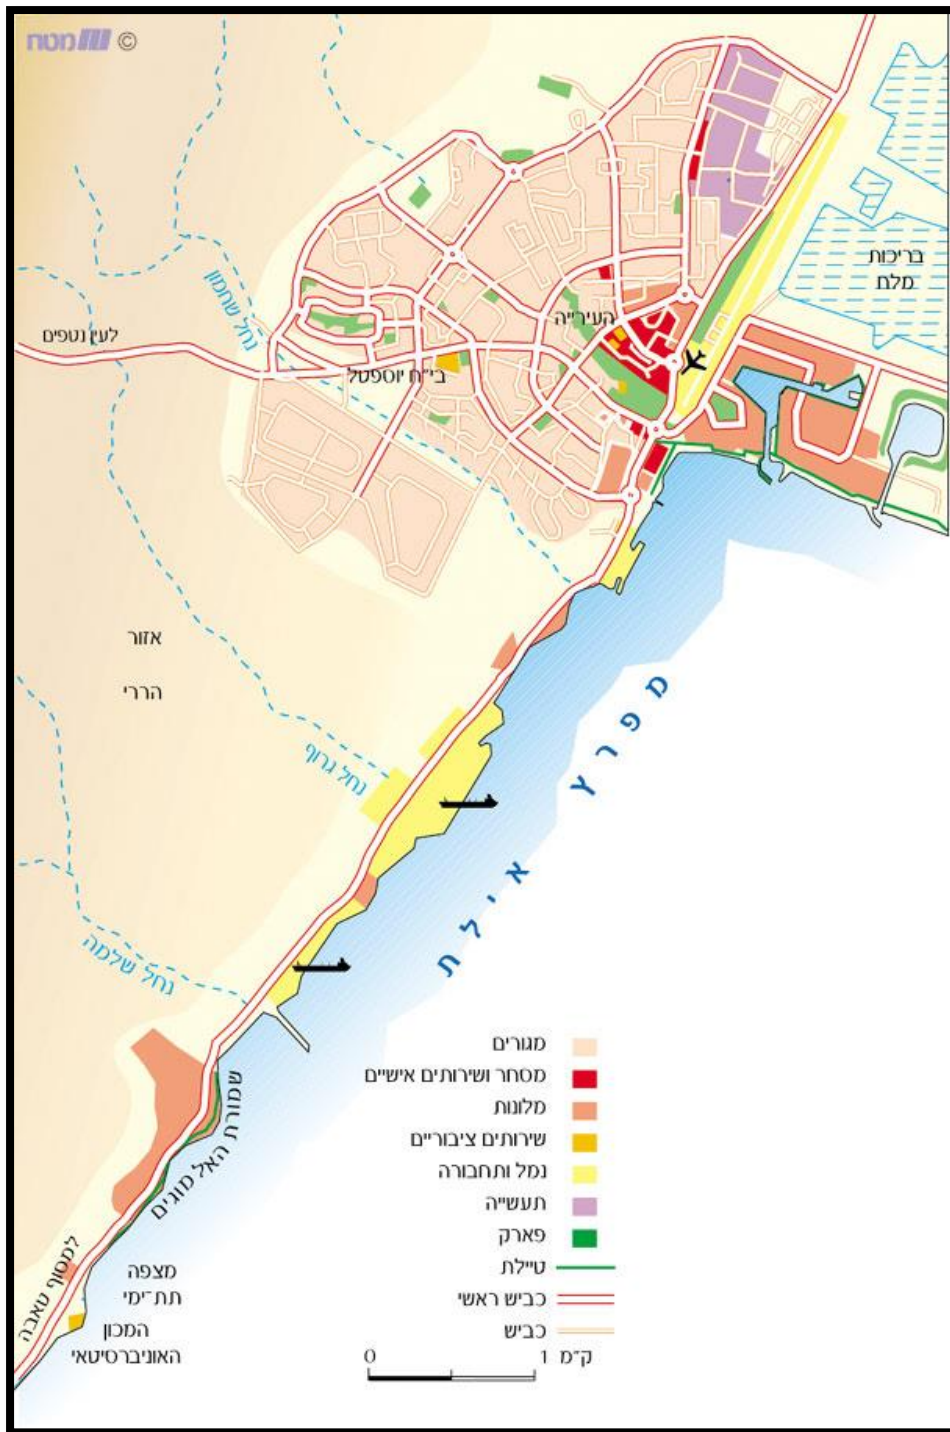 © מטח
בריכות
מלח
נחל שחמון
העירייה
לעין נטפים
בי"ח יוספטל
אזור
הררי
נחל גרוף
מפרץ אילת
נחל שלמה
שמורת האלמוגים
למסוף טאבה
מצפה
תת־ימי
המכון
האוניברסיטאי
מגורים
מסחר ושירותים אישיים
מלונות
שירותים ציבוריים
נמל ותחבורה
תעשייה
פארק
טיילת
כביש ראשי
כביש
0 1 ק"מ